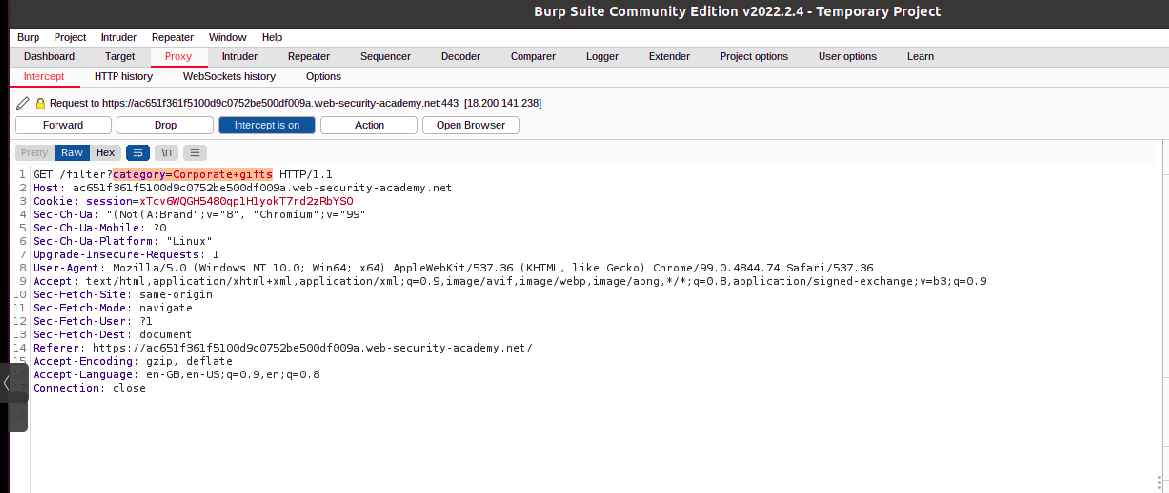 Burp Suite Community Edition v2022.2.4 - Temporary Project
Burp Project Intruder Repeater Window Help
Dashboard Target Proxy Intruder Repeater Sequencer Decoder Comparer Logger Extender Project options User options Learn
Intercept HTTP history WebSockets history Options
Request to https://ac651f361f5100d9c0752be500df009a.web-security-academy.net:443 [18.200.141.238]
Forward Drop Intercept is on Action Open Browser
Pretty Raw Hex \n
1 GET /filter?category=Corporate+gifts HTTP/1.1
2 Host: ac651f361f5100d9c0752be500df009a.web-security-academy.net
3 Cookie: session=
4 Sec-Ch-Ua: "(Not(A:Brand";v="8", "Chromium";v="99"
5 Sec-Ch-Ua-Mobile: ?0
6 Sec-Ch-Ua-Platform: "Linux"
7 Upgrade-Insecure-Requests: 1
8 User-Agent: Mozilla/5.0 (Windows NT 10.0; Win64; x64) AppleWebKit/537.36 (KHTML, like Gecko) Chrome/99.0.4844.74 Safari/537.36
9 Accept: text/html,application/xhtml+xml,application/xml;q=0.9,image/avif,image/webp,image/apng,*/*;q=0.8,application/signed-exchange;v=b3;q=0.9
10 Sec-Fetch-Site: same-origin
11 Sec-Fetch-Mode: navigate
12 Sec-Fetch-User: ?1
13 Sec-Fetch-Dest: document
14 Referer: https://ac651f361f5100d9c0752be500df009a.web-security-academy.net/
15 Accept-Encoding: gzip, deflate
Accept-Language: en-GB,en-US;q=0.9,en;q=0.8
Connection: close